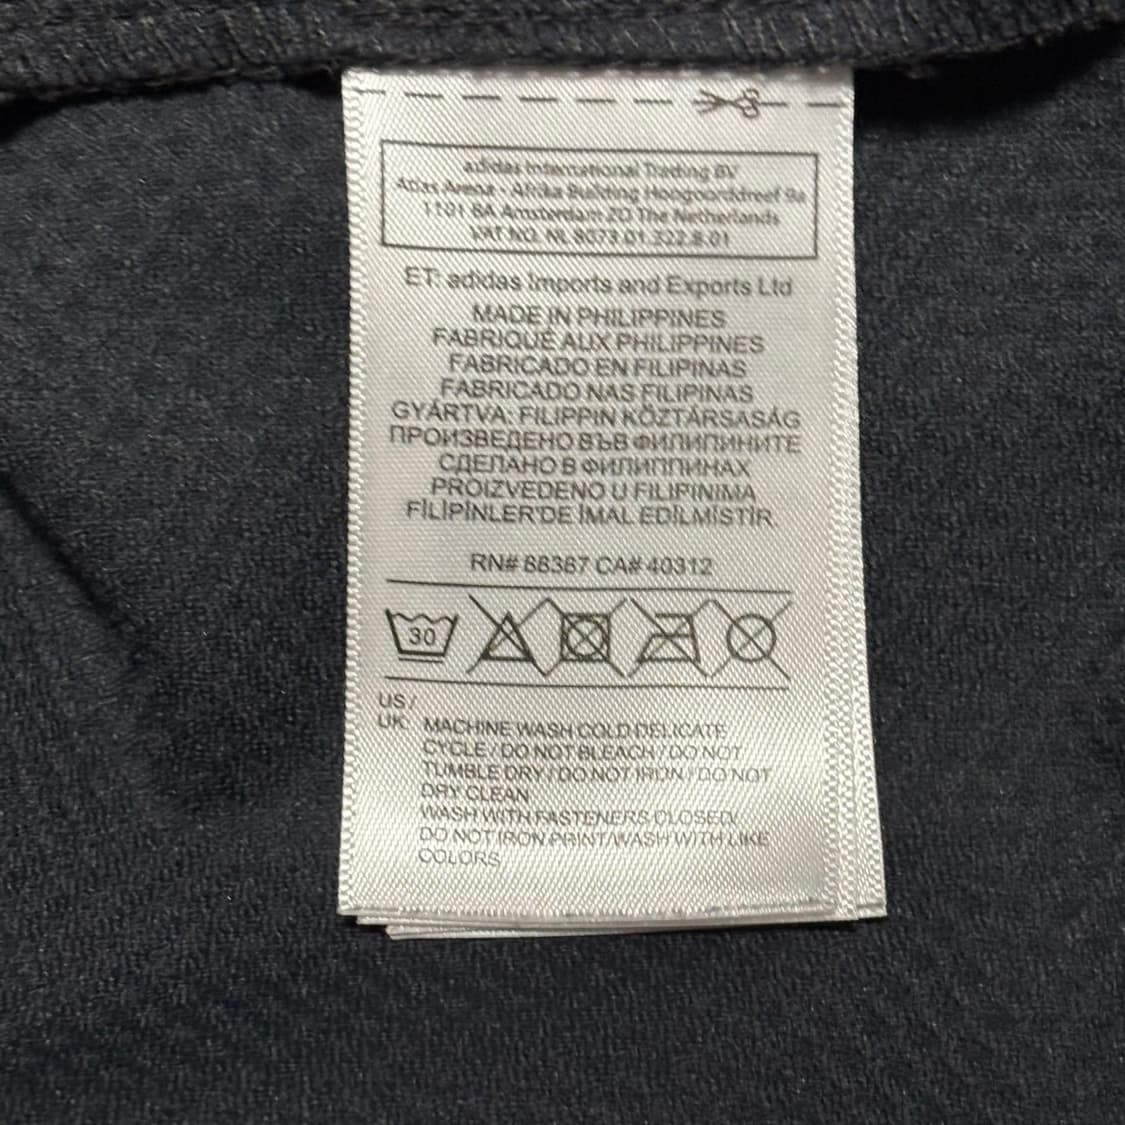 adidas International Trading BV
Atlas Arena - Afrika Building Hoogoorddreef 9a
1101 BA Amsterdam ZO The Netherlands
VAT NO. NL 8073.01.322.B.01
ET: adidas Imports and Exports Ltd
MADE IN PHILIPPINES
FABRIQUÉ AUX PHILIPPINES
FABRICADO EN FILIPINAS
FABRICADO NAS FILIPINAS
GYÁRTVA: FILIPPIN KÖZTÁRSASÁG
ПРОИЗВЕДЕНО ВЪВ ФИЛИПИНИТЕ
СДЕЛАНО В ФИЛИППИНАХ
PROIZVEDENO U FILIPINIMA
FİLİPİNLER'DE İMAL EDİLMİSTİR.
RN# 88387 CA# 40312
30
US/
UK: MACHINE WASH COLD DELICATE
CYCLE / DO NOT BLEACH / DO NOT
TUMBLE DRY / DO NOT IRON / DO NOT
DRY CLEAN
WASH WITH FASTENERS CLOSED/
DO NOT IRON PRINT/WASH WITH LIKE
COLORS